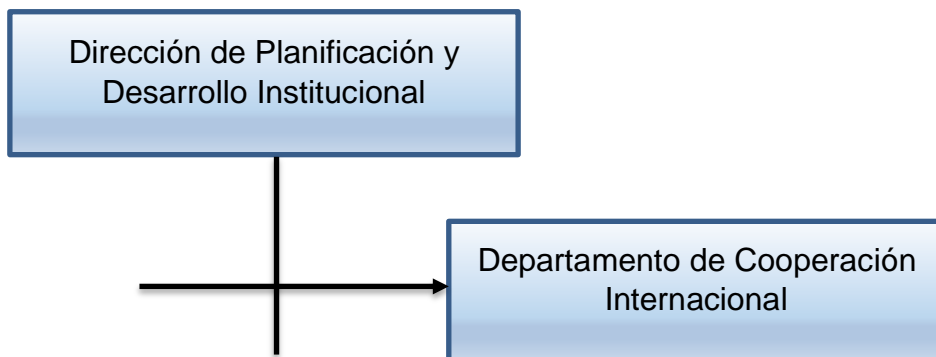 Dirección de Planificación y
Desarrollo Institucional
Departamento de Cooperación
Internacional